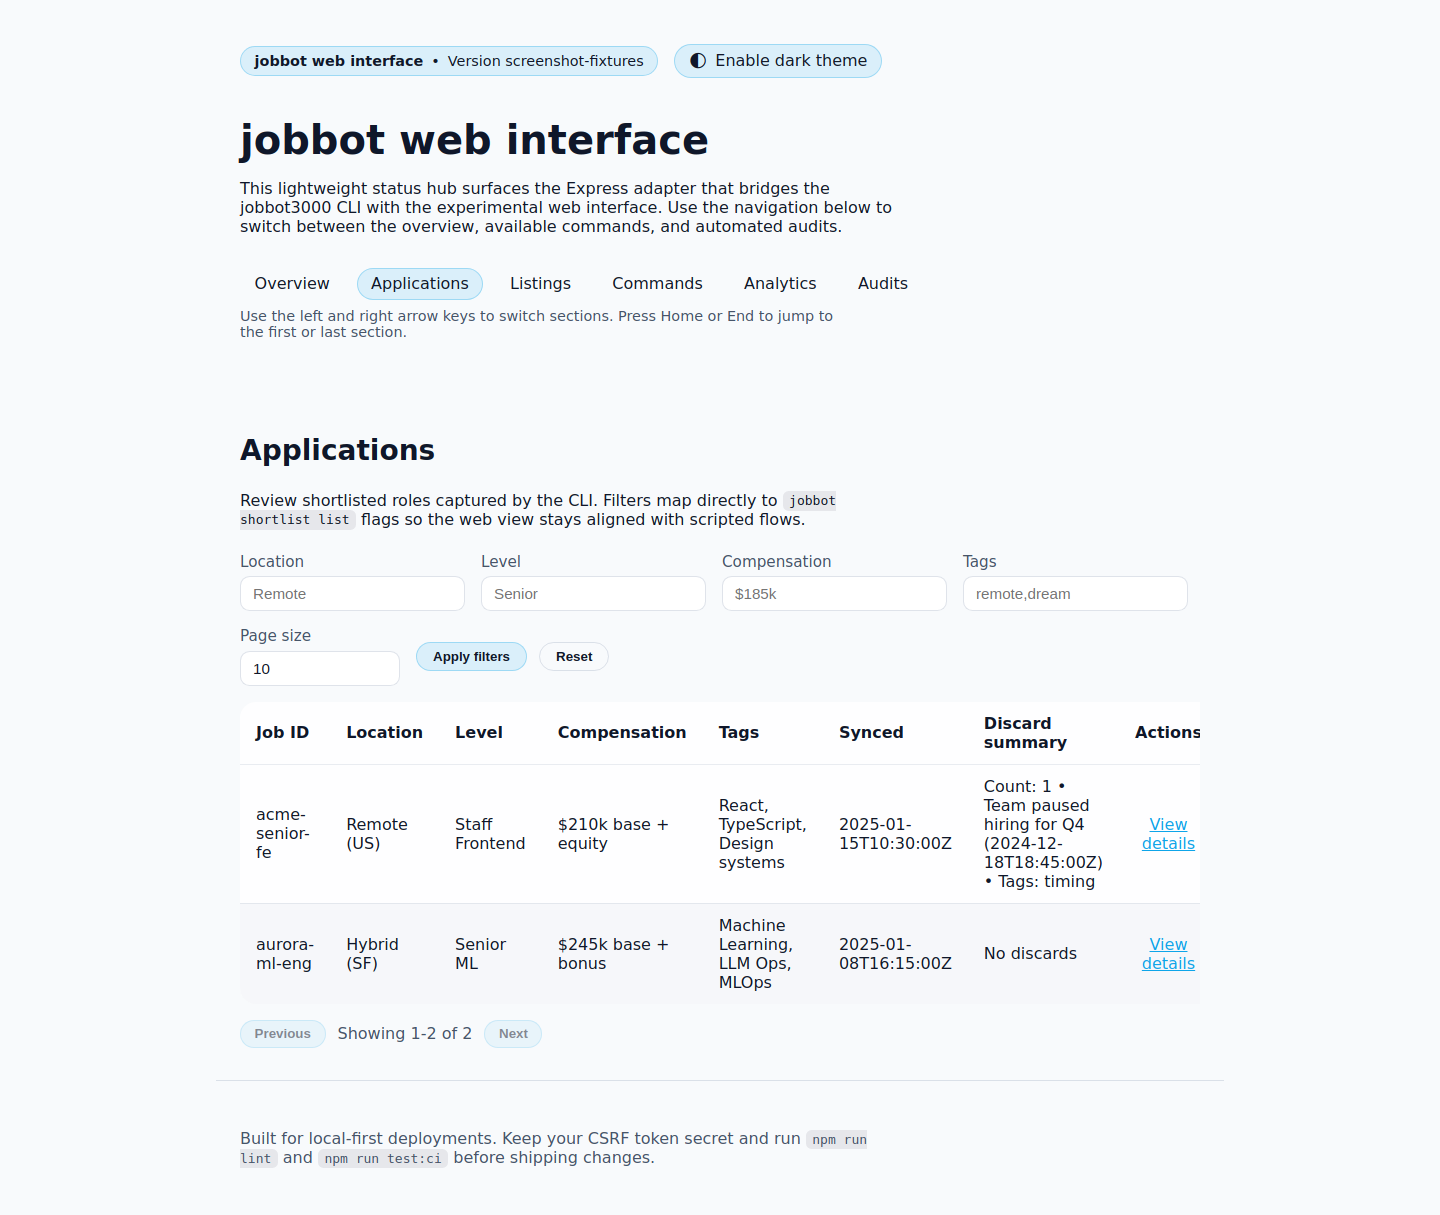 jobbot web interface • Version screenshot-fixtures
Enable dark theme
jobbot web interface
This lightweight status hub surfaces the Express adapter that bridges the
jobbot3000 CLI with the experimental web interface. Use the navigation below to
switch between the overview, available commands, and automated audits.
Overview Applications Listings Commands Analytics Audits
Use the left and right arrow keys to switch sections. Press Home or End to jump to
the first or last section.
Applications
Review shortlisted roles captured by the CLI. Filters map directly to jobbot
shortlist list flags so the web view stays aligned with scripted flows.
Location Level Compensation Tags
Remote Senior $185k remote,dream
Page size
10 Apply filters Reset
Job ID Location Level Compensation Tags Synced Discard summary Actions
acme-
senior-
fe
Remote
(US)
Staff
Frontend
$210k base +
equity
React,
TypeScript,
Design
systems
2025-01-
15T10:30:00Z
Count: 1 •
Team paused
hiring for Q4
(2024-12-
18T18:45:00Z)
• Tags: timing
View
details
aurora-
ml-eng
Hybrid
(SF)
Senior
ML
$245k base +
bonus
Machine
Learning,
LLM Ops,
MLOps
2025-01-
08T16:15:00Z
No discards
View
details
Previous Showing 1-2 of 2 Next
Built for local-first deployments. Keep your CSRF token secret and run npm run
lint and npm run test:ci before shipping changes.